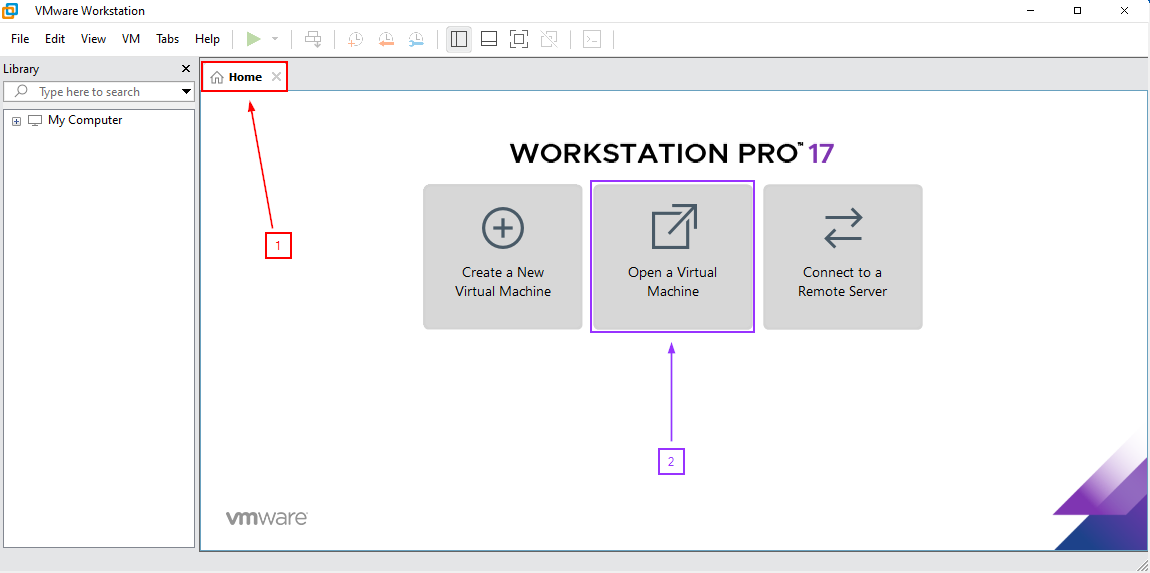 VMware Workstation
File Edit View VM Tabs Help
Library
Type here to search
My Computer
Home
1
WORKSTATION PRO™ 17
Create a New
Virtual Machine
Open a Virtual
Machine
Connect to a
Remote Server
2
vmware